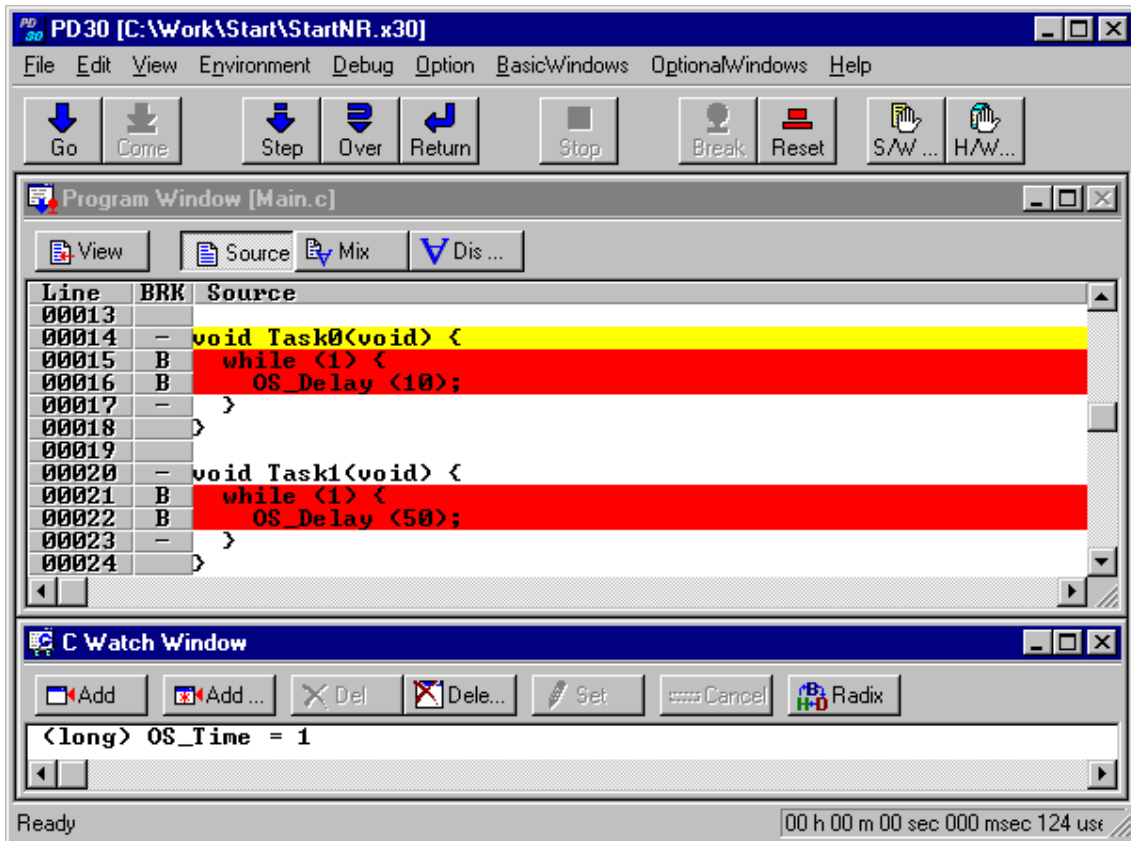 PD 30 PD30 [C:\Work\Start\StartNR.x30]
File Edit View Environment Debug Option BasicWindows OptionalWindows Help
Go Come Step Over Return Stop Break Reset S/W ... H/W...
Program Window [Main.c]
View Source Mix Dis ...
Line BRK Source
00013
00014 - void Task0(void) {
00015 B while (1) {
00016 B OS_Delay (10);
00017 - }
00018 }
00019
00020 - void Task1(void) {
00021 B while (1) {
00022 B OS_Delay (50);
00023 - }
00024 }
C Watch Window
Add Add ... Del Dele... Set Cancel Radix
(long) OS_Time = 1
Ready 00 h 00 m 00 sec 000 msec 124 use